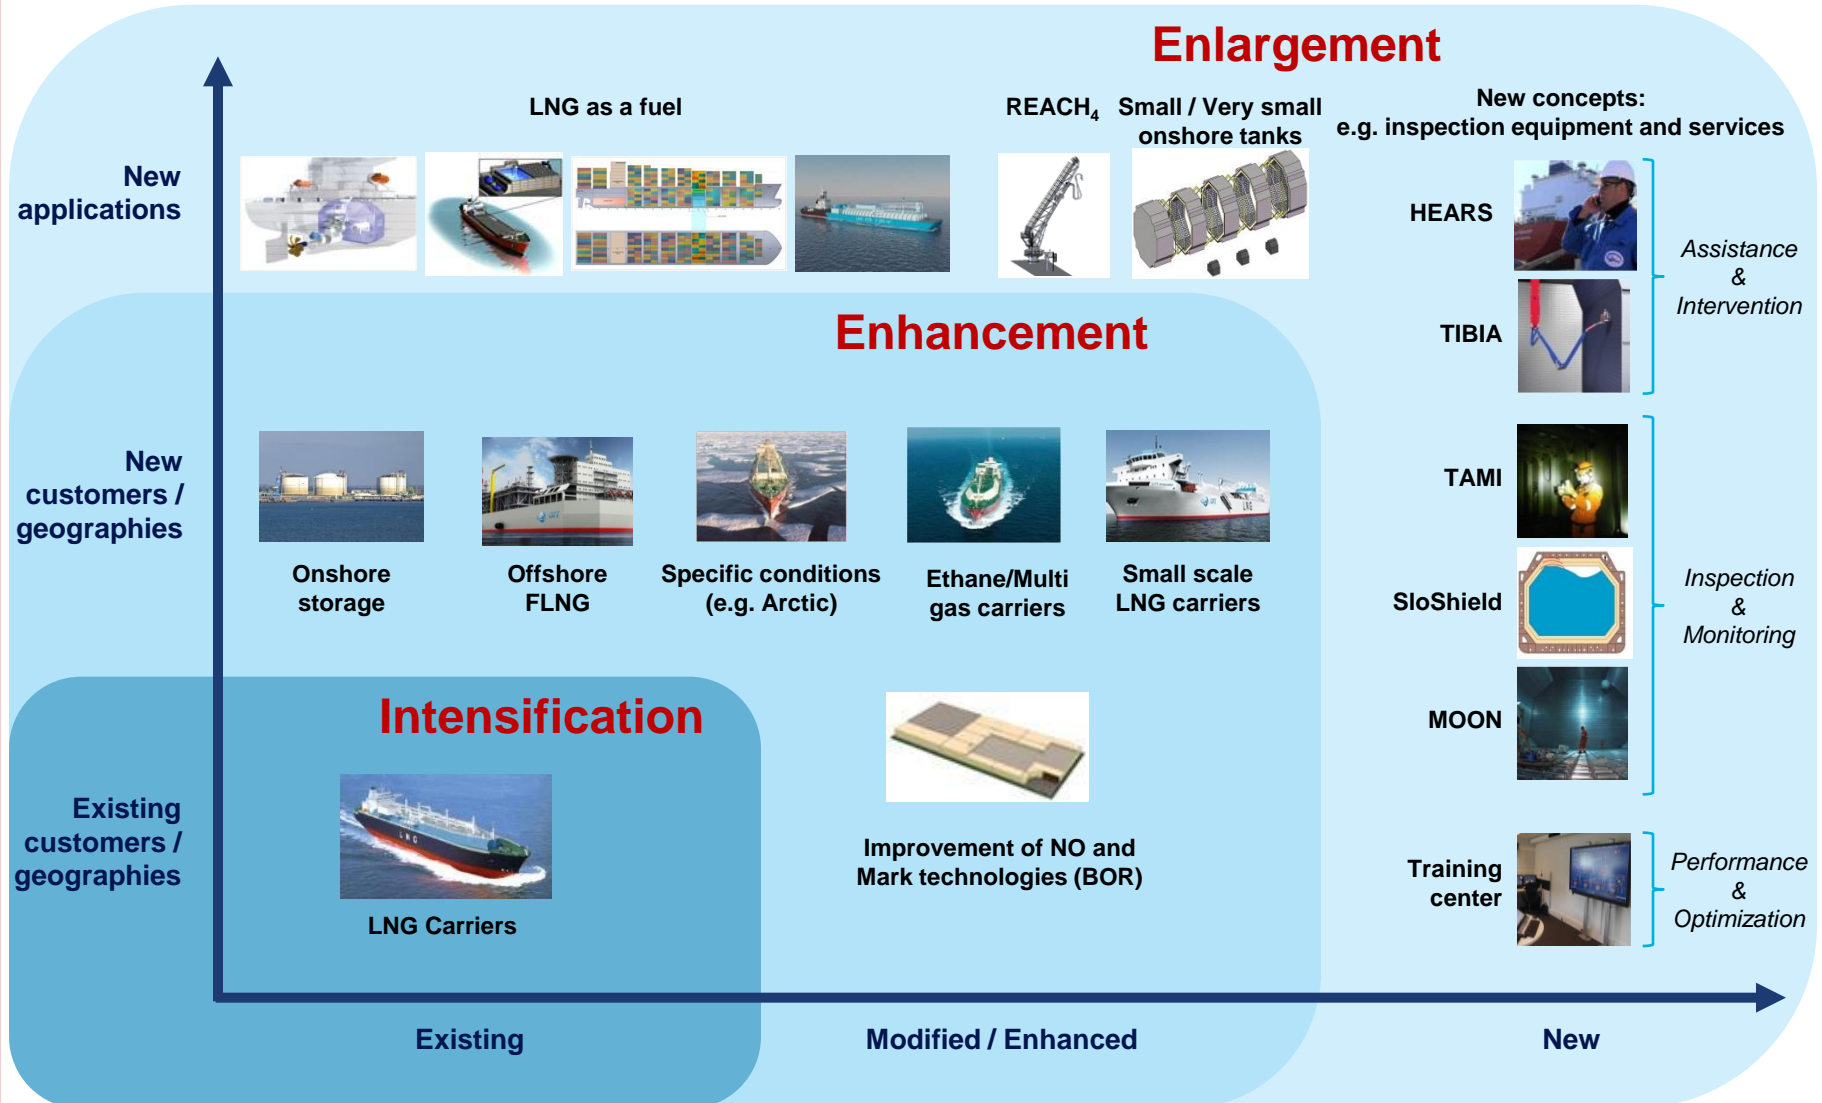 Enlargement
LNG as a fuel
REACH4
Small / Very small
onshore tanks
New concepts:
e.g. inspection equipment and services
New
applications
HEARS
Assistance
&
Intervention
TIBIA
Enhancement
New
customers /
geographies
Onshore
storage
Offshore
FLNG
Specific conditions
(e.g. Arctic)
Ethane/Multi
gas carriers
LNG
Small scale
LNG carriers
TAMI
SloShield
MOON
Inspection
&
Monitoring
Intensification
Existing
customers /
geographies
LNG
LNG Carriers
Improvement of NO and
Mark technologies (BOR)
Training
center
Performance
&
Optimization
Existing
Modified / Enhanced
New